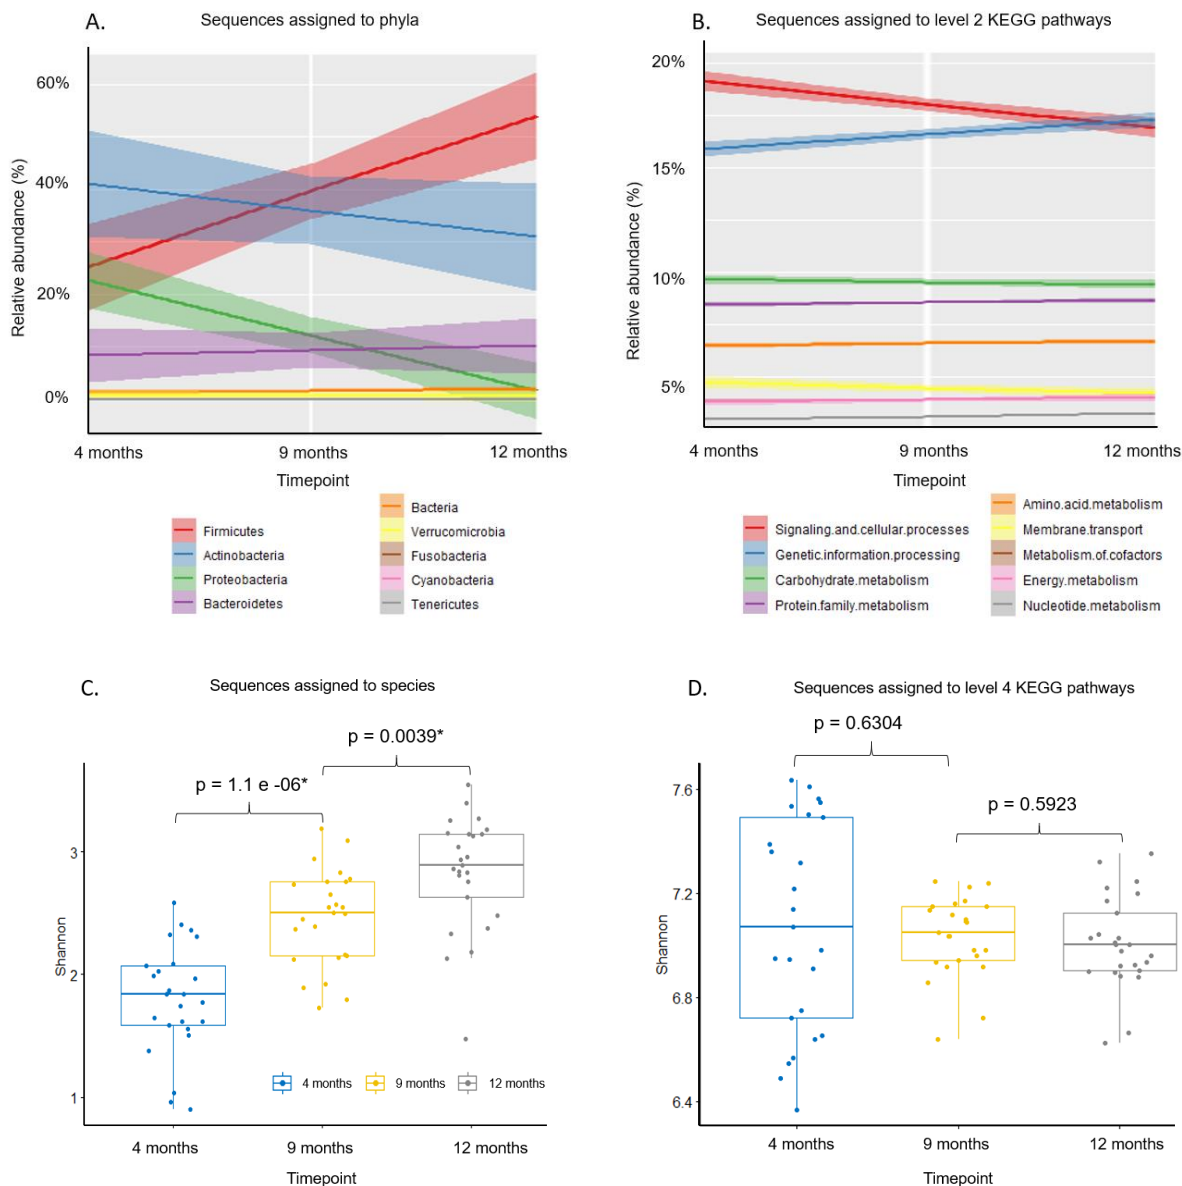 A.
Sequences assigned to phyla
60%
40%
20%
0%
Relative abundance (%)
4 months
9 months
12 months
Timepoint
Firmicutes
Actinobacteria
Proteobacteria
Bacteroidetes
Bacteria
Verrucomicrobia
Fusobacteria
Cyanobacteria
Tenericutes
B.
Sequences assigned to level 2 KEGG pathways
20%
15%
10%
5%
Relative abundance (%)
4 months
9 months
12 months
Timepoint
Signaling.and.cellular.processes
Genetic.information.processing
Carbohydrate.metabolism
Protein.family.metabolism
Amino.acid.metabolism
Membrane.transport
Metabolism.of.cofactors
Energy.metabolism
Nucleotide.metabolism
C.
Sequences assigned to species
p = 0.0039*
p = 1.1 e -06*
3
2
1
Shannon
4 months
9 months
12 months
4 months
9 months
12 months
Timepoint
D.
Sequences assigned to level 4 KEGG pathways
p = 0.6304
p = 0.5923
7.6
7.2
6.8
6.4
Shannon
4 months
9 months
12 months
Timepoint